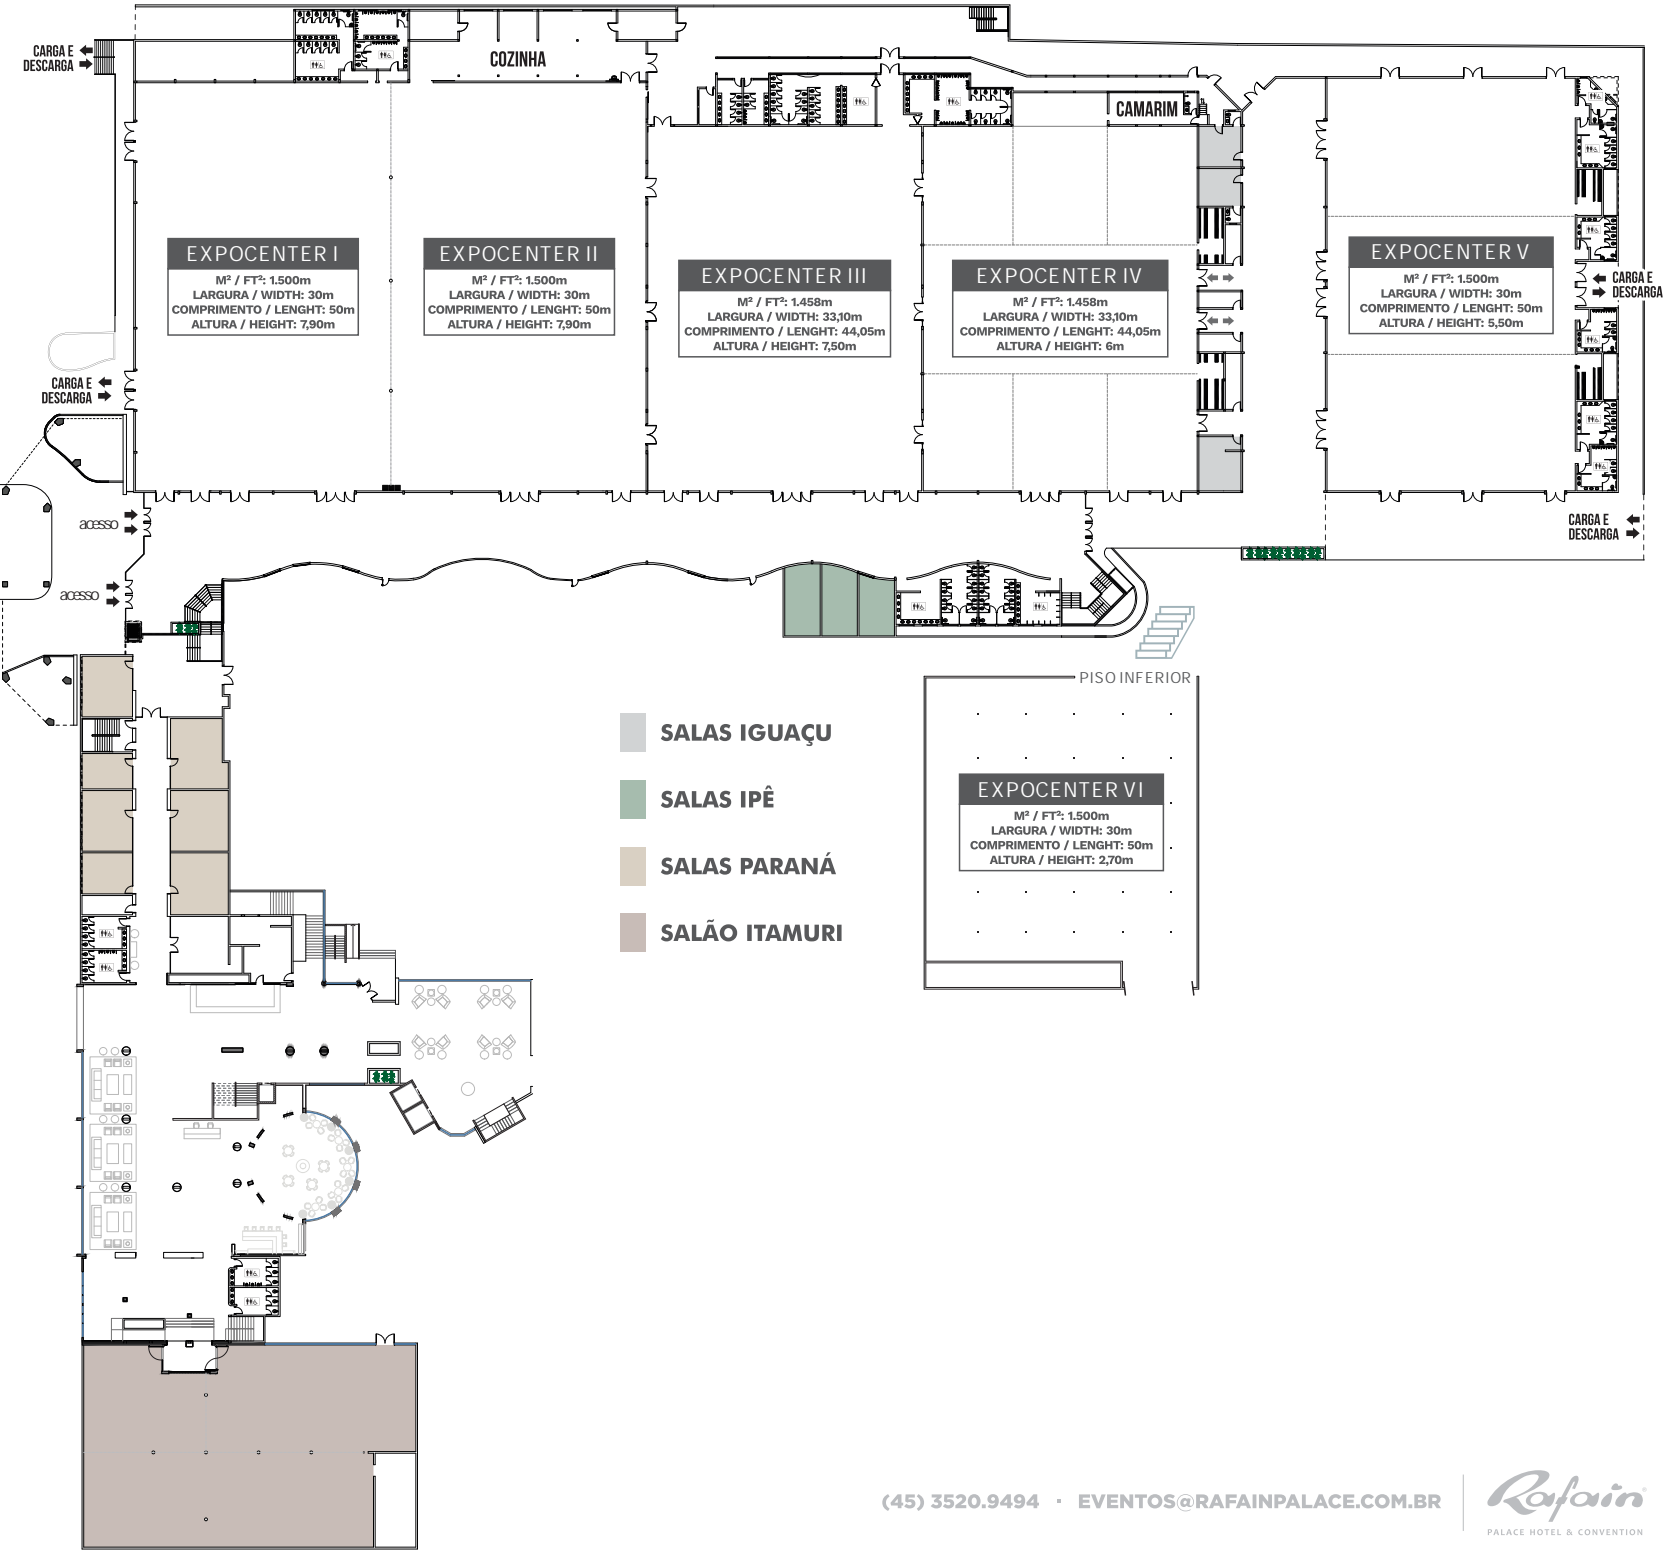 CARGA E
DESCARGA
COZINHA
CAMARIM
EXPOCENTER I
M² / FT²: 1.500m
LARGURA / WIDTH: 30m
COMPRIMENTO / LENGHT: 50m
ALTURA / HEIGHT: 7,90m
EXPOCENTER II
M² / FT²: 1.500m
LARGURA / WIDTH: 30m
COMPRIMENTO / LENGHT: 50m
ALTURA / HEIGHT: 7,90m
EXPOCENTER III
M² / FT²: 1.458m
LARGURA / WIDTH: 33,10m
COMPRIMENTO / LENGHT: 44,05m
ALTURA / HEIGHT: 7,50m
EXPOCENTER IV
M² / FT²: 1.458m
LARGURA / WIDTH: 33,10m
COMPRIMENTO / LENGHT: 44,05m
ALTURA / HEIGHT: 6m
EXPOCENTER V
M² / FT²: 1.500m
LARGURA / WIDTH: 30m
COMPRIMENTO / LENGHT: 50m
ALTURA / HEIGHT: 5,50m
CARGA E
DESCARGA
CARGA E
DESCARGA
acesso
CARGA E
DESCARGA
acesso
PISO INFERIOR
SALAS IGUAÇU
SALAS IPÊ
SALAS PARANÁ
SALÃO ITAMURI
EXPOCENTER VI
M² / FT²: 1.500m
LARGURA / WIDTH: 30m
COMPRIMENTO / LENGHT: 50m
ALTURA / HEIGHT: 2,70m
(45) 3520.9494 · EVENTOS@RAFAINPALACE.COM.BR
Rafain®
PALACE HOTEL & CONVENTION